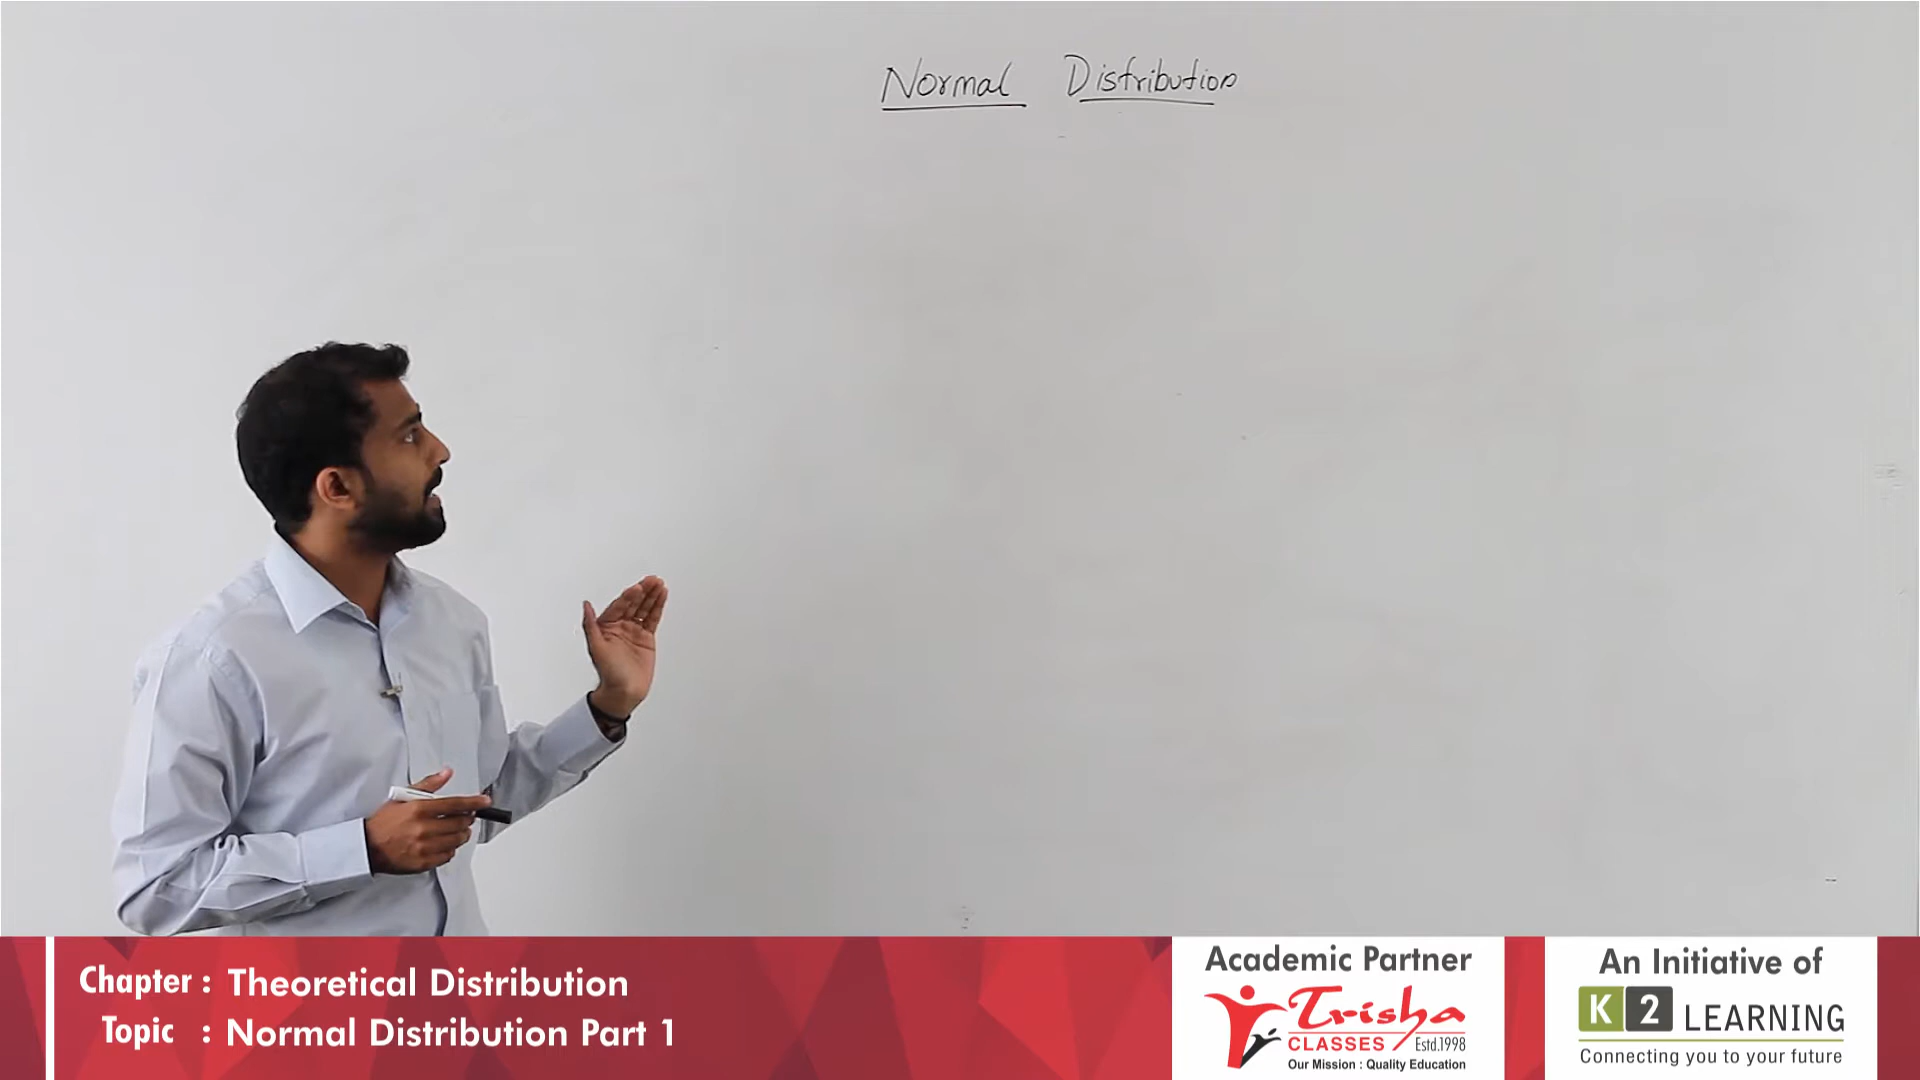 Normal Distribution
Chapter : Theoretical Distribution
Topic : Normal Distribution Part 1
Academic Partner
Trisha
CLASSES Estd.1998
Our Mission : Quality Education
An Initiative of
K2 LEARNING
Connecting you to your future